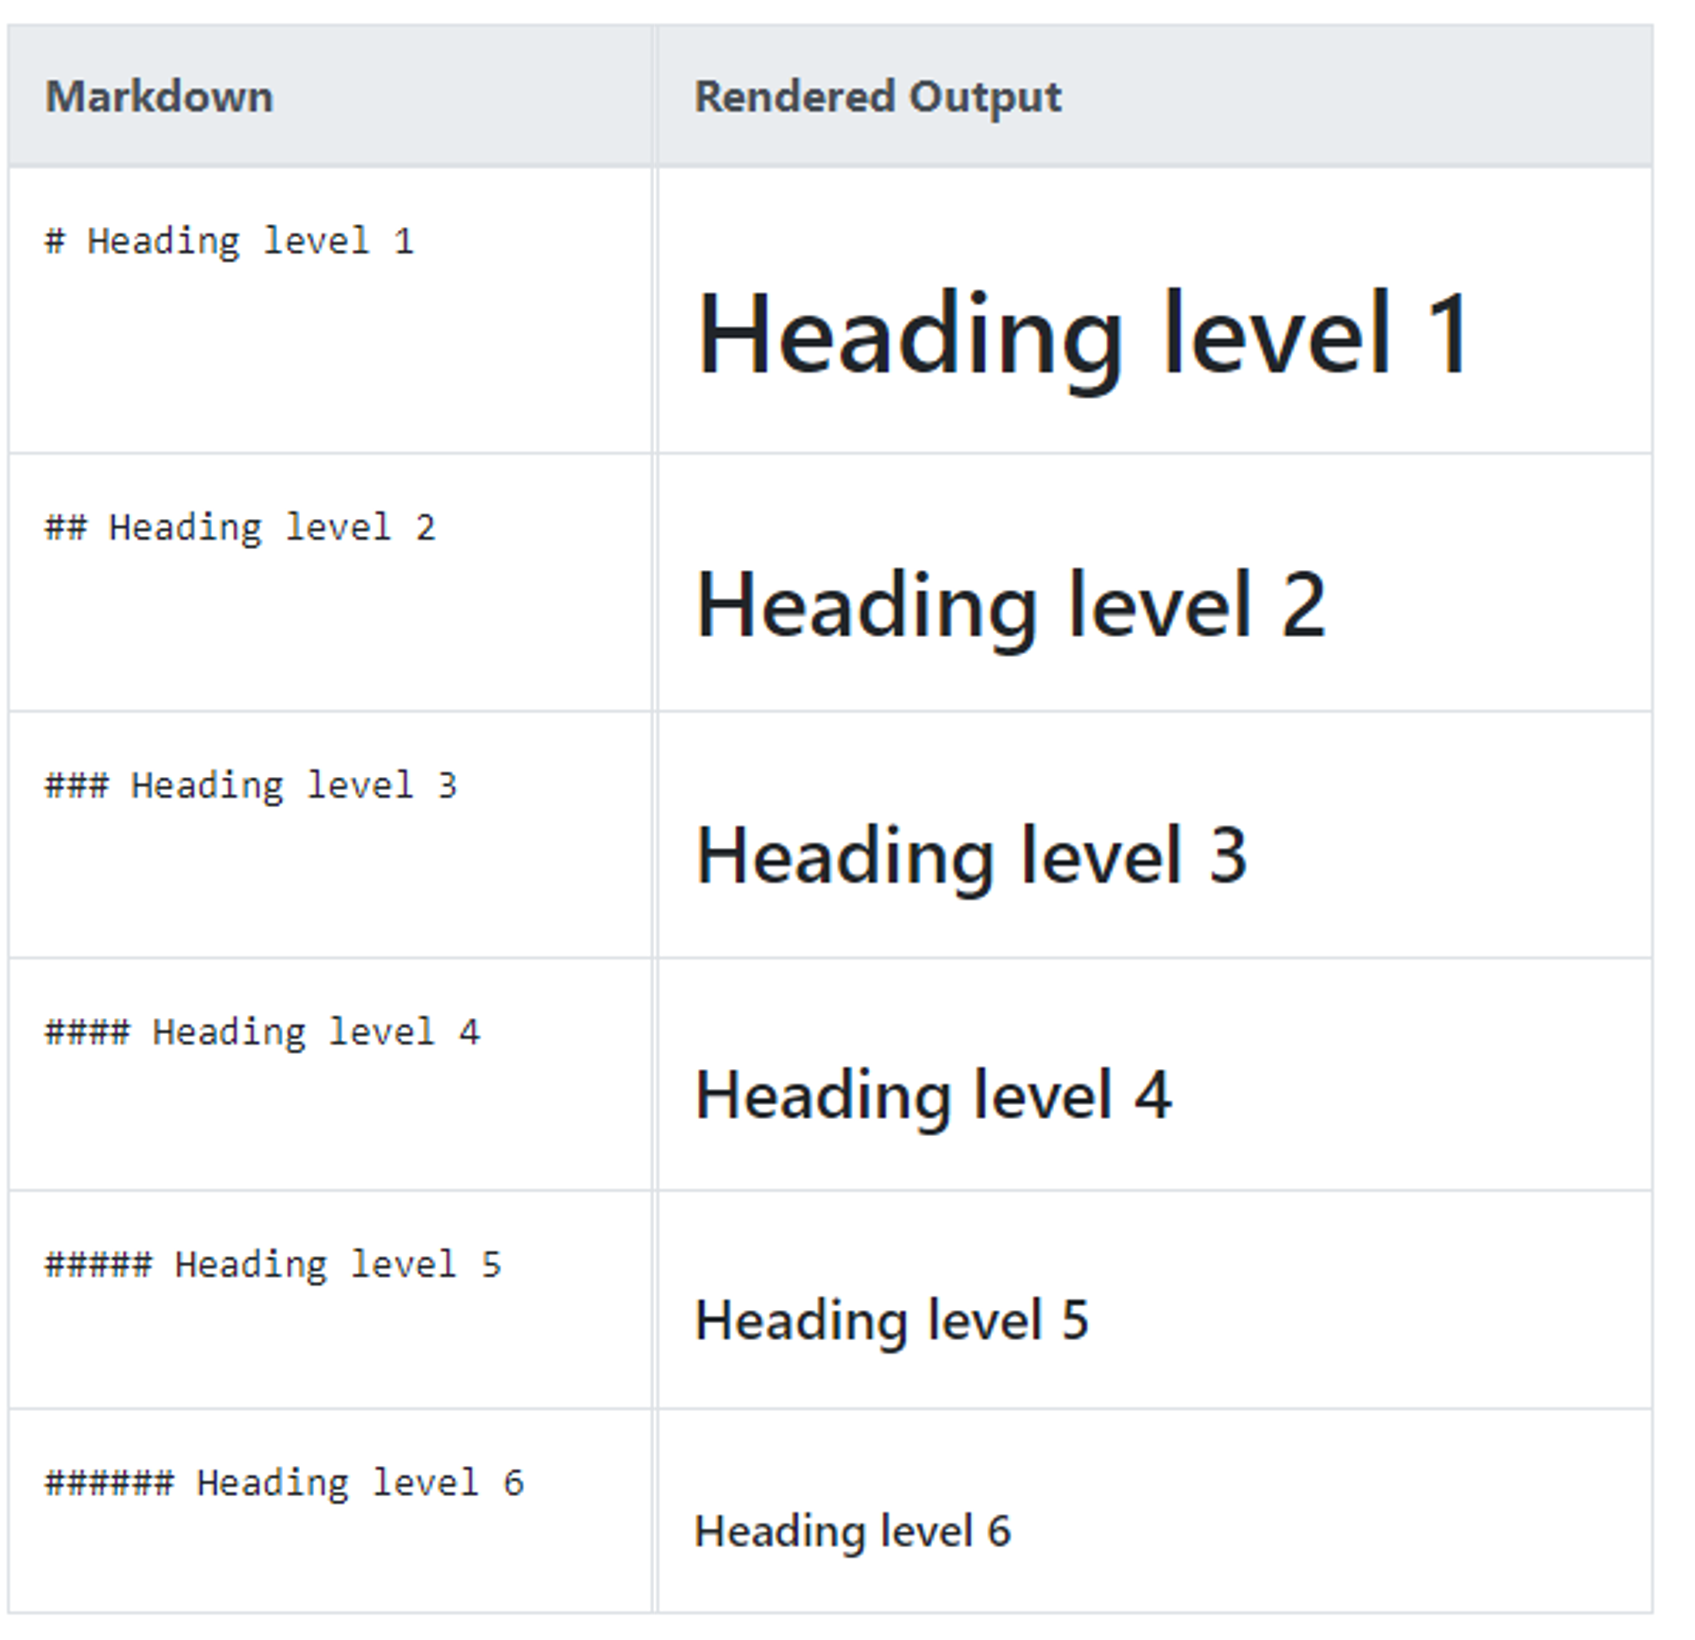 Markdown Rendered Output
# Heading level 1
Heading level 1
## Heading level 2
Heading level 2
### Heading level 3
Heading level 3
#### Heading level 4
Heading level 4
##### Heading level 5
Heading level 5
###### Heading level 6
Heading level 6